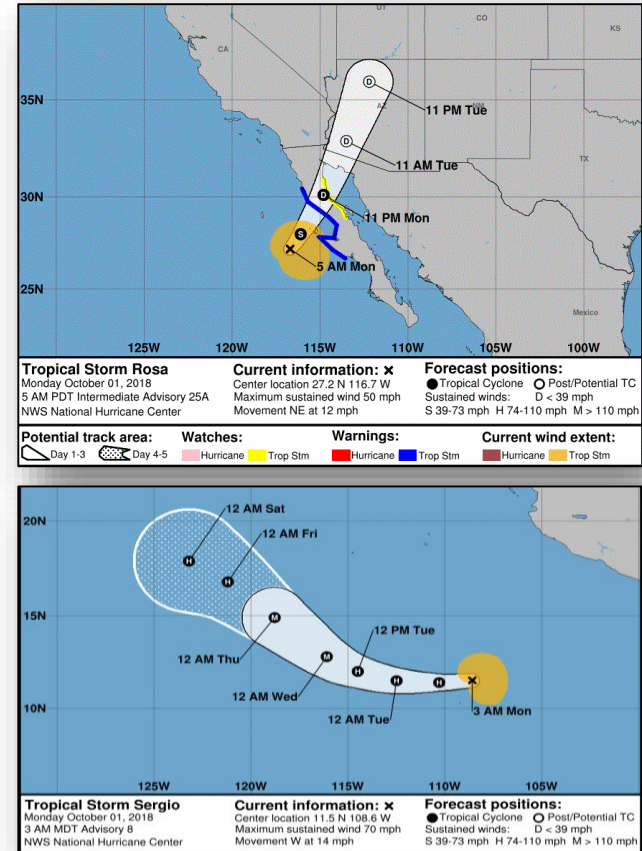 UT
CO
KS
CA
35N
AZ
NM
11 PM Tue
TX
11 AM Tue
30N
11 PM Mon
5 AM Mon
25N
Mexico
125W 120W 115W 110W 105W 100W
D
D
D
S
Tropical Storm Rosa
Monday October 01, 2018
5 AM PDT Intermediate Advisory 25A
NWS National Hurricane Center
Current information: x
Center location 27.2 N 116.7 W
Maximum sustained wind 50 mph
Movement NE at 12 mph
Forecast positions:
Tropical Cyclone Post/Potential TC
Sustained winds: D < 39 mph
S 39-73 mph H 74-110 mph M > 110 mph
Potential track area:
Day 1-3 Day 4-5
Watches:
Hurricane Trop Stm
Warnings:
Hurricane Trop Stm
Current wind extent:
Hurricane Trop Stm
20N
12 AM Sat
12 AM Fri
H
H
15N
M
12 PM Tue
12 AM Thu
M
H
H
H
12 AM Wed
12 AM Tue
3 AM Mon
10N
125W 120W 115W 110W 105W
Tropical Storm Sergio
Monday October 01, 2018
3 AM MDT Advisory 8
NWS National Hurricane Center
Current information: x
Center location 11.5 N 108.6 W
Maximum sustained wind 70 mph
Movement W at 14 mph
Forecast positions:
Tropical Cyclone Post/Potential TC
Sustained winds: D < 39 mph
S 39-73 mph H 74-110 mph M > 110 mph